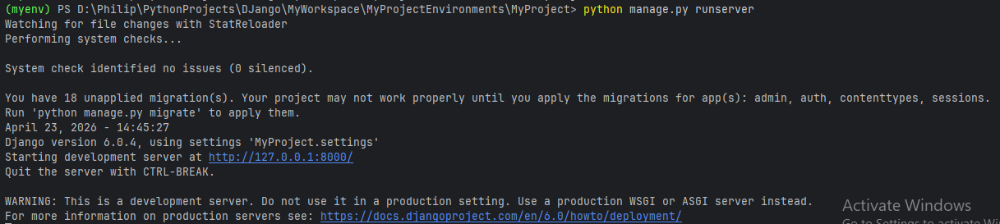 (myenv) PS D:\Philip\PythonProjects\DJango\MyWorkspace\MyProjectEnvironments\MyProject> python manage.py runserver
Watching for file changes with StatReloader
Performing system checks...
System check identified no issues (0 silenced).
You have 18 unapplied migration(s). Your project may not work properly until you apply the migrations for app(s): admin, auth, contenttypes, sessions.
Run 'python manage.py migrate' to apply them.
April 23, 2026 - 14:45:27
Django version 6.0.4, using settings 'MyProject.settings'
Starting development server at http://127.0.0.1:8000/
Quit the server with CTRL-BREAK.
WARNING: This is a development server. Do not use it in a production setting. Use a production WSGI or ASGI server instead.
For more information on production servers see: https://docs.djangoproject.com/en/6.0/howto/deployment/
Activate Windows
Go to Settings to activate Wi